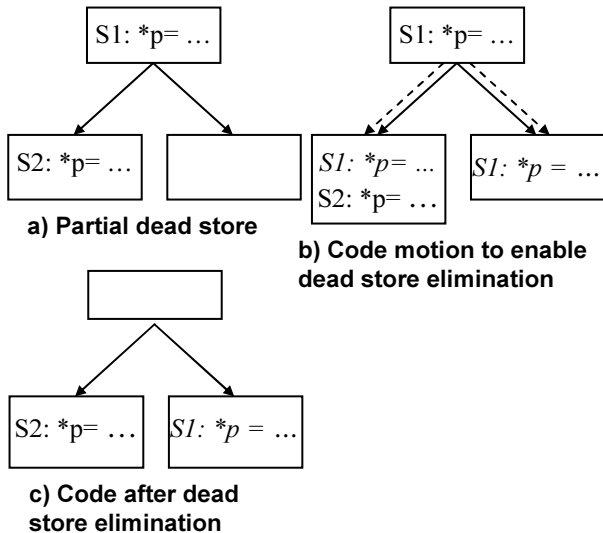 S1: *p= …
S2: *p= …
a) Partial dead store
S1: *p= …
S1: *p= …
S2: *p= …
S1: *p = …
b) Code motion to enable
dead store elimination
S2: *p= …
S1: *p = …
c) Code after dead
store elimination